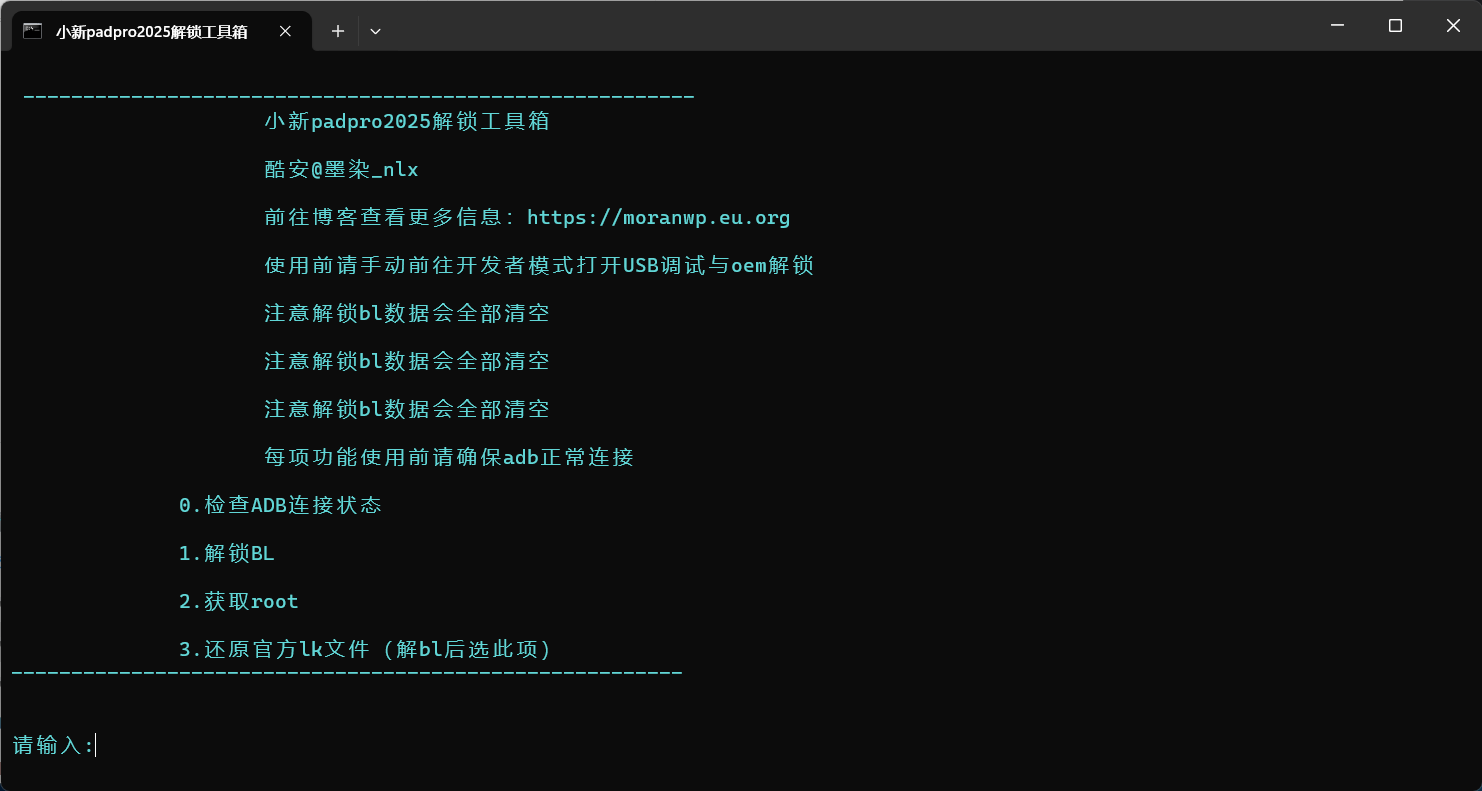 小新padpro2025解锁工具箱
--------------------------------------------------------
小新padpro2025解锁工具箱
酷安@墨染_nlx
前往博客查看更多信息：https://moranwp.eu.org
使用前请手动前往开发者模式打开USB调试与oem解锁
注意解锁bl数据会全部清空
注意解锁bl数据会全部清空
注意解锁bl数据会全部清空
每项功能使用前请确保adb正常连接
0.检查ADB连接状态
1.解锁BL
2.获取root
3.还原官方lk文件（解bl后选此项）
--------------------------------------------------------
请输入: